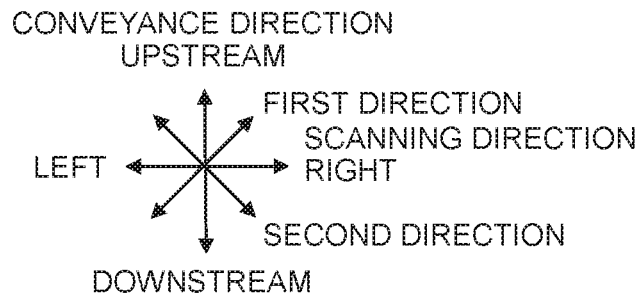 CONVEYANCE DIRECTION
UPSTREAM
FIRST DIRECTION
SCANNING DIRECTION
LEFT
RIGHT
SECOND DIRECTION
DOWNSTREAM